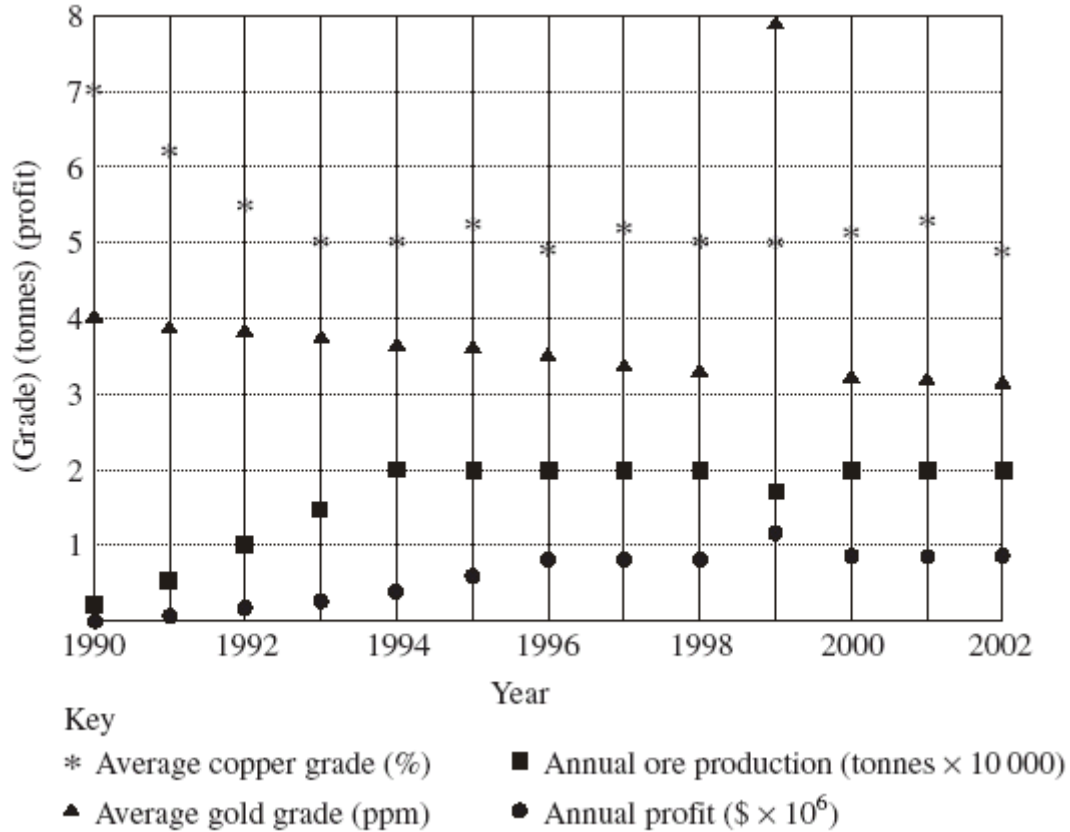 8
7
6
5
4
3
2
1
(Grade) (tonnes) (profit)
1990 1992 1994 1996 1998 2000 2002
Year
Key
* Average copper grade (%)
■ Annual ore production (tonnes × 10 000)
▲ Average gold grade (ppm)
● Annual profit ($ × 10⁶)